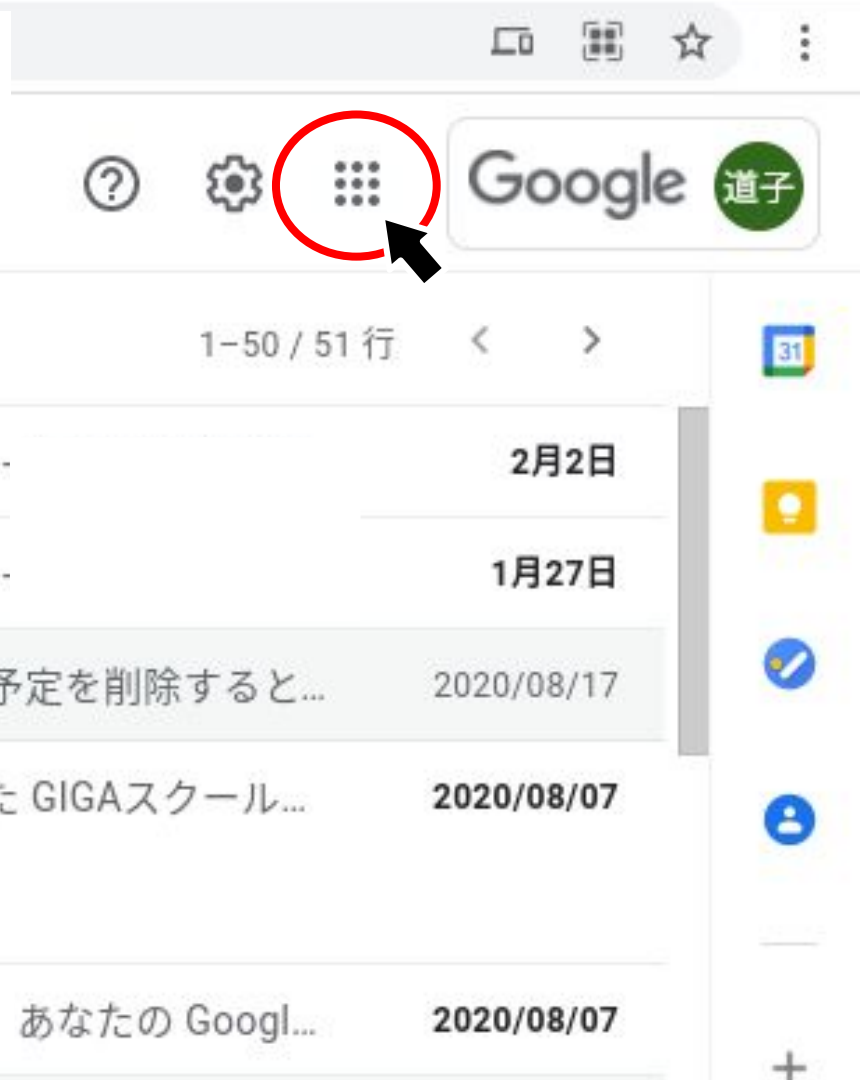 Google 道子
1–50 / 51 行
31
2月2日
1月27日
予定を削除すると... 2020/08/17
た GIGAスクール... 2020/08/07
あなたの Googl... 2020/08/07